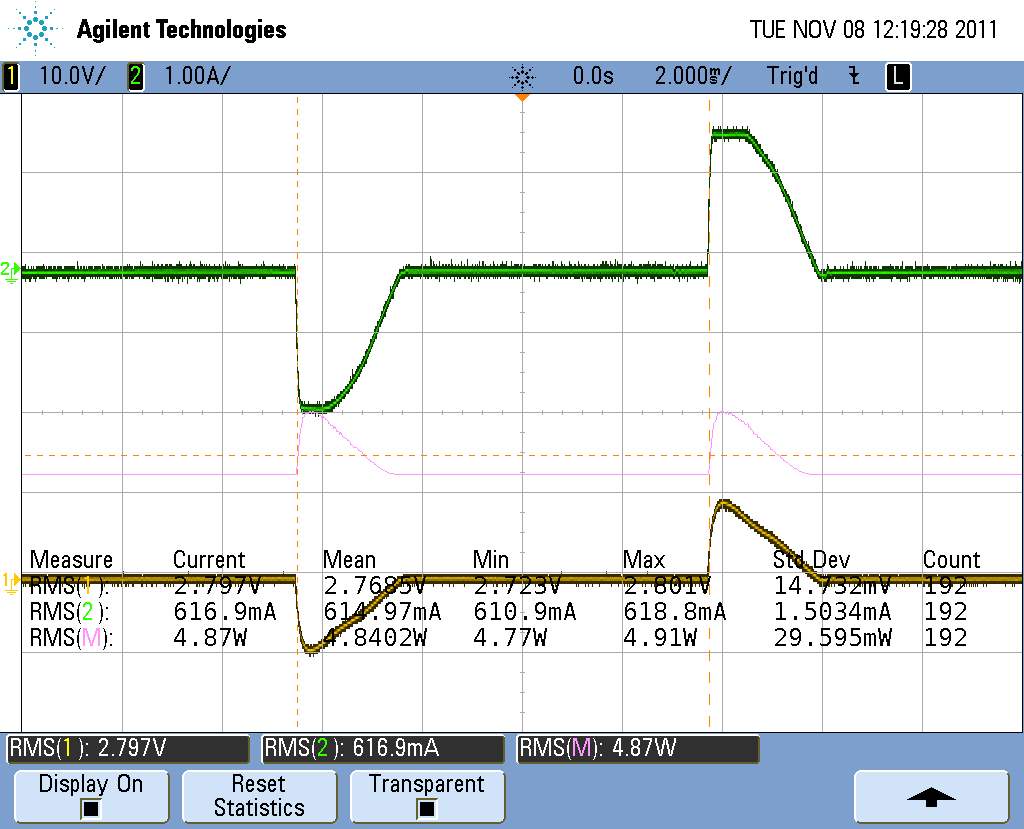 Agilent Technologies TUE NOV 08 12:19:28 2011
1 10.0V/ 2 1.00A/ 0.0s 2.000ms/ Trig'd L
2
1
Measure Current Mean Min Max Std Dev Count
RMS(1): 2.797V 2.7685V 2.723V 2.801V 14.732mV 192
RMS(2): 616.9mA 614.97mA 610.9mA 618.8mA 1.5034mA 192
RMS(M): 4.87W 4.8402W 4.77W 4.91W 29.595mW 192
RMS(1): 2.797V RMS(2): 616.9mA RMS(M): 4.87W
Display On Reset Statistics Transparent